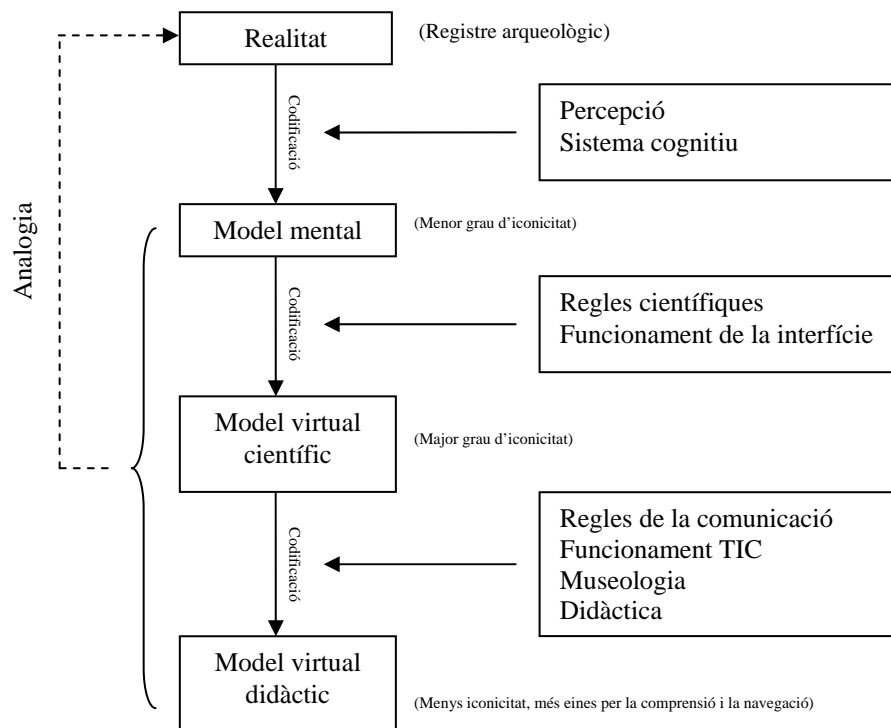 Realitat
(Registre arqueològic)
Codificació
Percepció
Sistema cognitiu
Analogia
Model mental
(Menor grau d’iconicitat)
Codificació
Regles científiques
Funcionament de la interfície
Model virtual
científic
(Major grau d’iconicitat)
Codificació
Regles de la comunicació
Funcionament TIC
Museologia
Didàctica
Model virtual
didàctic
(Menys iconicitat, més eines per la comprensió i la navegació)